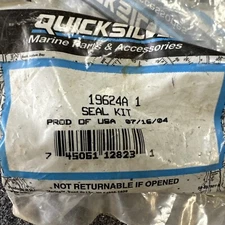 QUICKSIL
Marine Parts & Accessories
19624A 1
SEAL KIT
PROD OF USA 07/16/04
7 45061 12823 1
NOT RETURNABLE IF OPENED